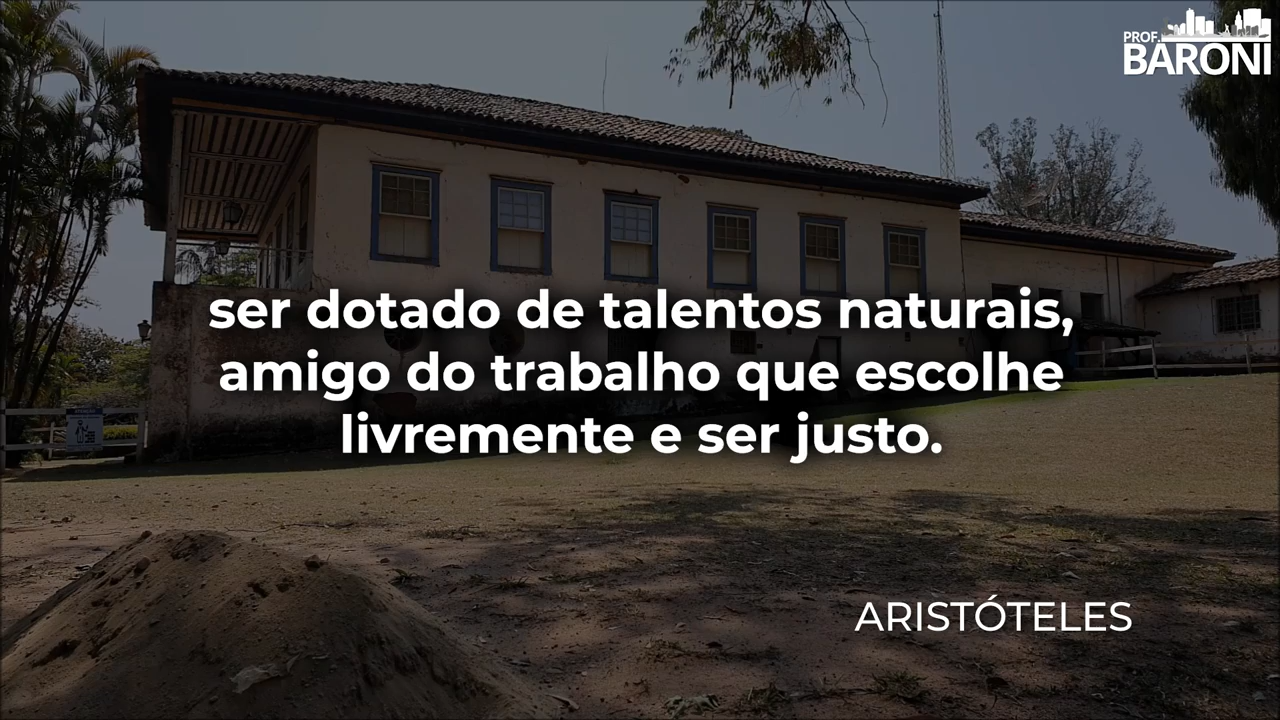 PROF.
BARONI
ser dotado de talentos naturais,
amigo do trabalho que escolhe
livremente e ser justo.
ARISTÓTELES